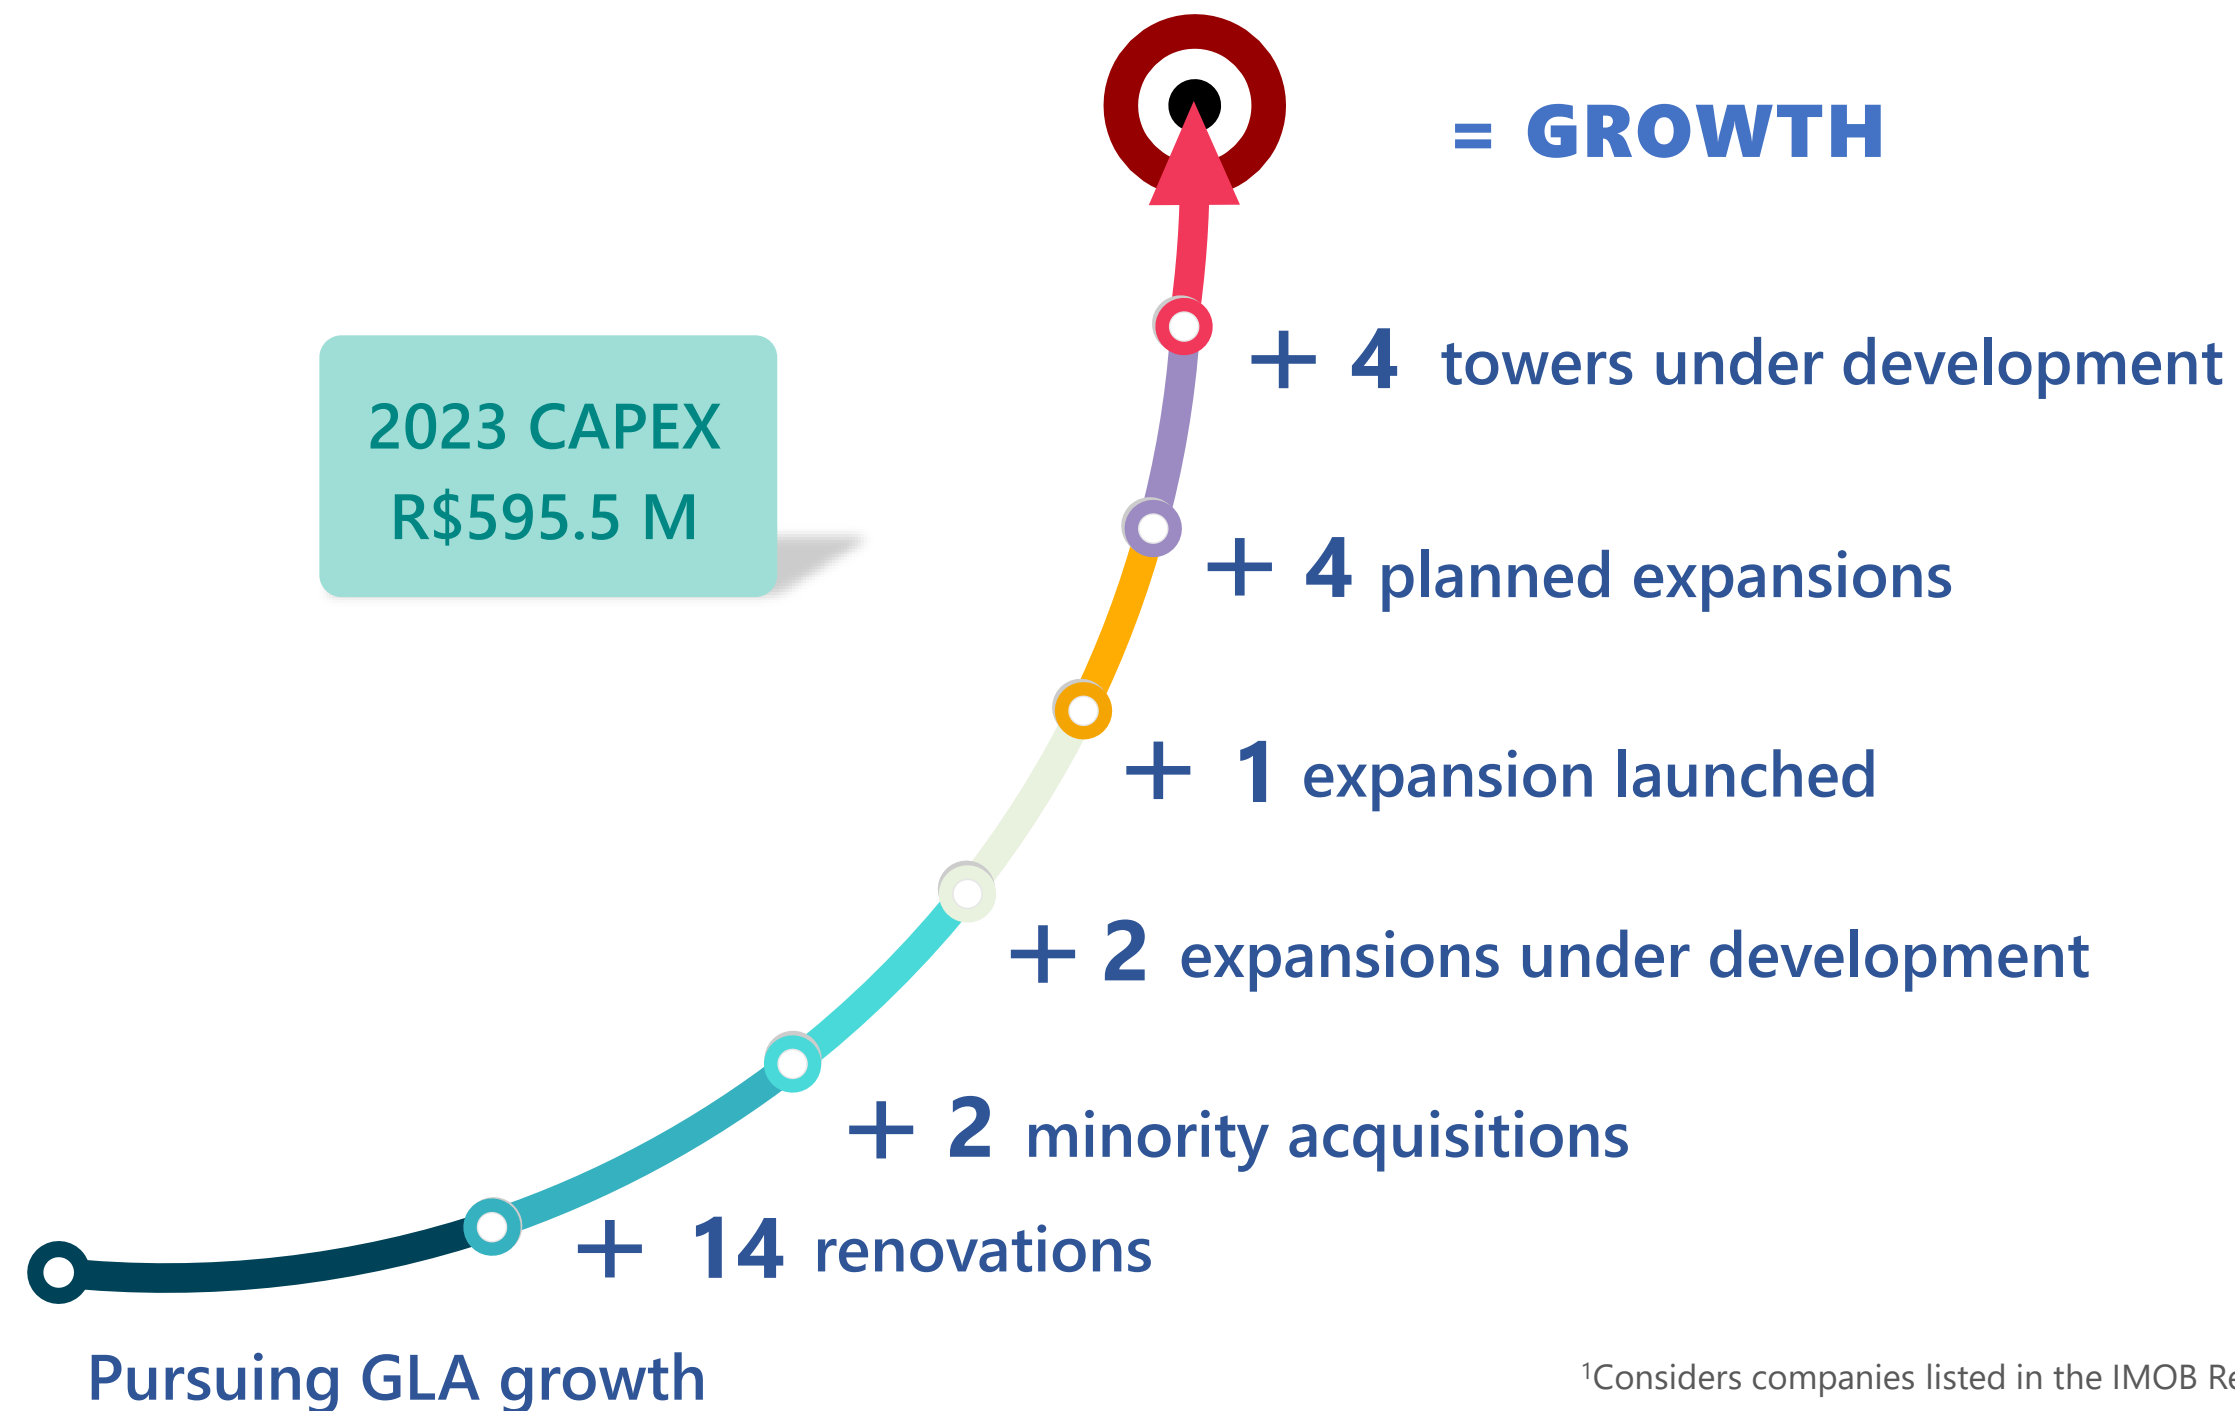 = GROWTH
+ 4 towers under development
2023 CAPEX
R$595.5 M
+ 4 planned expansions
+ 1 expansion launched
+ 2 expansions under development
+ 2 minority acquisitions
+ 14 renovations
Pursuing GLA growth
¹Considers companies listed in the IMOB